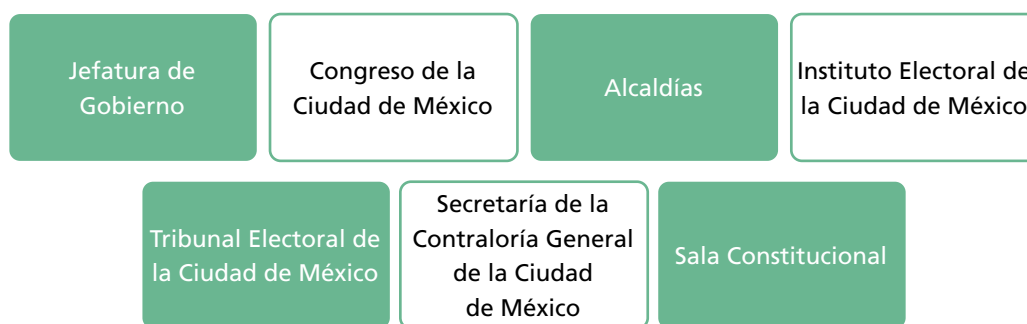 Jefatura de
Gobierno
Congreso de la
Ciudad de México
Alcaldías
Instituto Electoral de
la Ciudad de México
Tribunal Electoral de
la Ciudad de México
Secretaría de la
Contraloría General
de la Ciudad
de México
Sala Constitucional